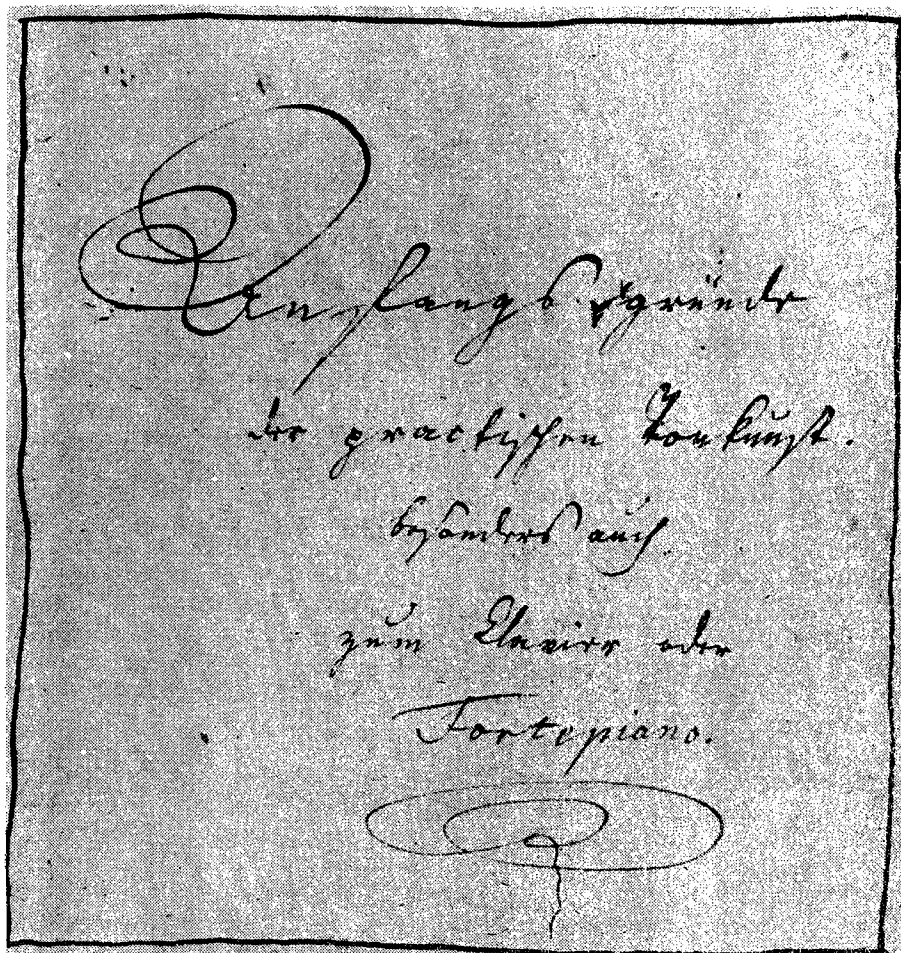 Anfangsgründe
der practischen Tonkunst.
besonders auch
zum Clavier oder
Fortepiano.